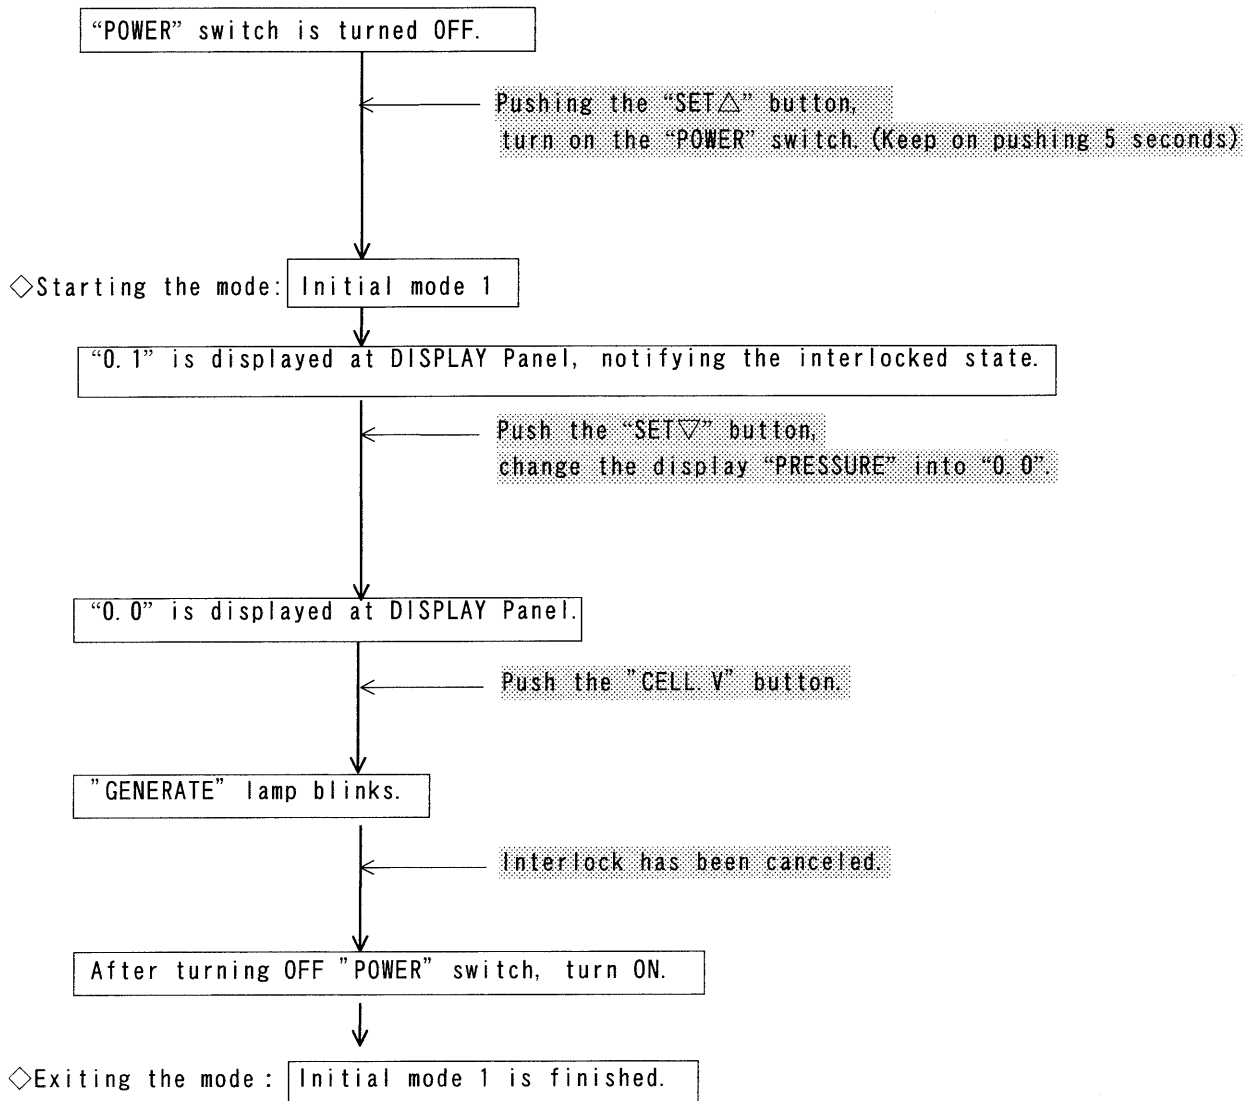 “POWER” switch is turned OFF.
Pushing the “SET△” button,
turn on the “POWER” switch. (Keep on pushing 5 seconds)
◇Starting the mode: Initial mode 1
“0.1” is displayed at DISPLAY Panel, notifying the interlocked state.
Push the “SET▽” button,
change the display “PRESSURE” into “0.0”.
“0.0” is displayed at DISPLAY Panel.
Push the ”CELL.V” button.
”GENERATE” lamp blinks.
Interlock has been canceled.
After turning OFF ”POWER” switch, turn ON.
◇Exiting the mode: Initial mode 1 is finished.